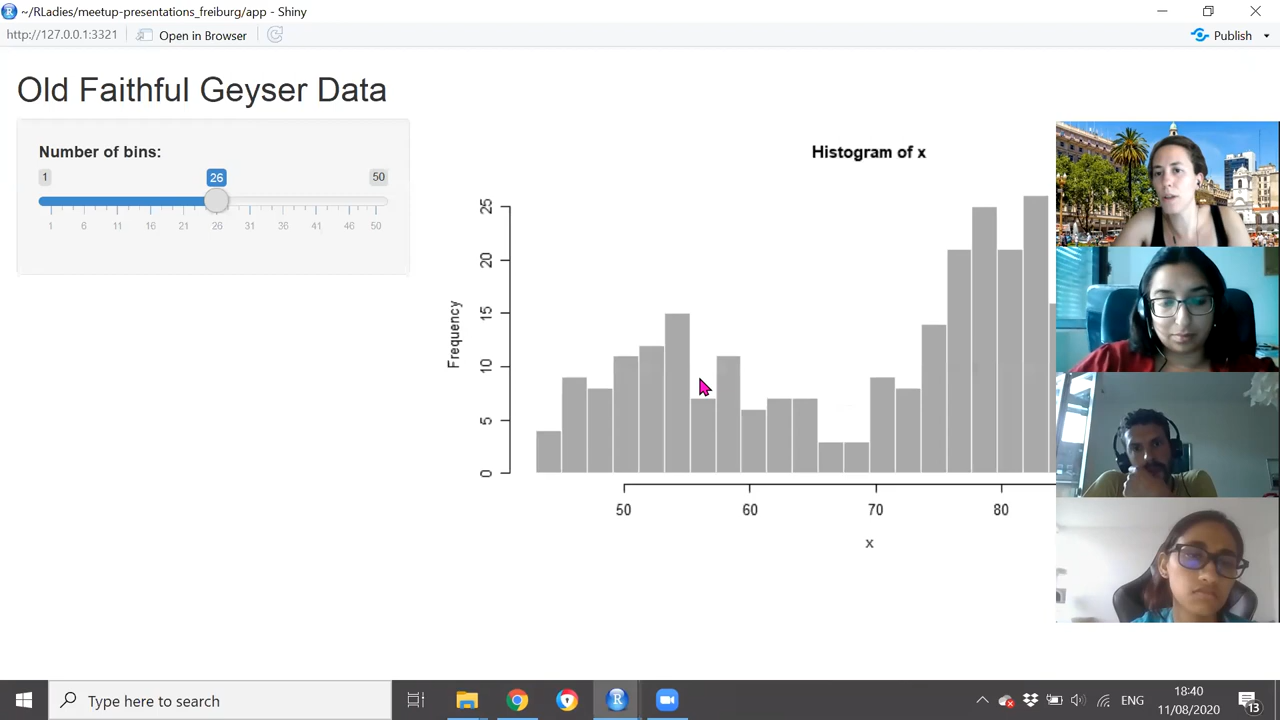 ~/RLadies/meetup-presentations_freiburg/app - Shiny
http://127.0.0.1:3321
Open in Browser
Publish
Old Faithful Geyser Data
Number of bins:
1 26 50
1 6 11 16 21 26 31 36 41 46 50
Histogram of x
Frequency
25
20
15
10
5
0
50 60 70 80
x
Type here to search
ENG
18:40
11/08/2020
13